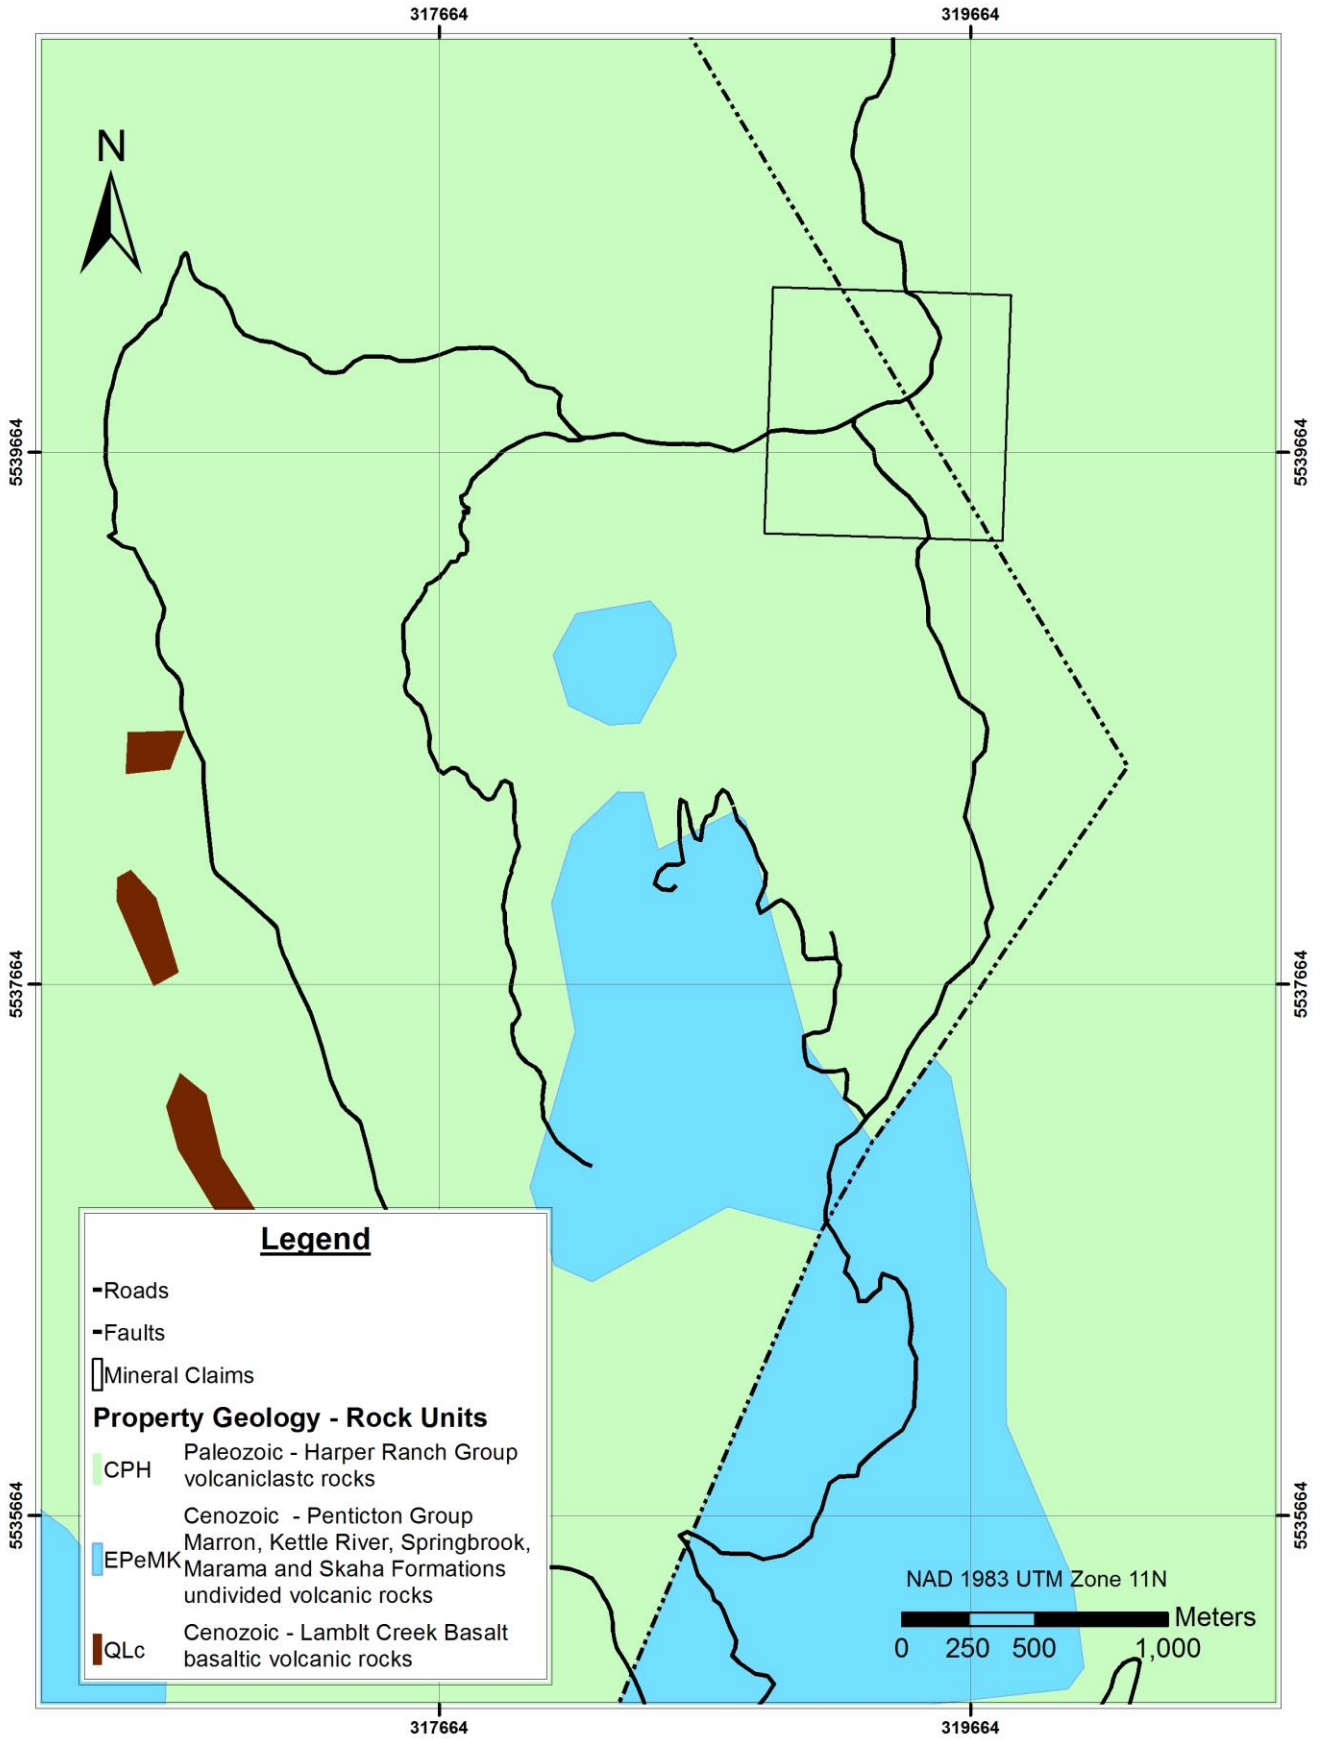 317664 319664
N
5539664 5539664
5537664 5537664
5535664 5535664
Legend
Roads
Faults
Mineral Claims
Property Geology - Rock Units
CPH Paleozoic - Harper Ranch Group
volcaniclastc rocks
EPeMK Cenozoic - Penticton Group
Marron, Kettle River, Springbrook,
Marama and Skaha Formations
undivided volcanic rocks
QLc Cenozoic - Lamblt Creek Basalt
basaltic volcanic rocks
NAD 1983 UTM Zone 11N
Meters
0 250 500 1,000
317664 319664